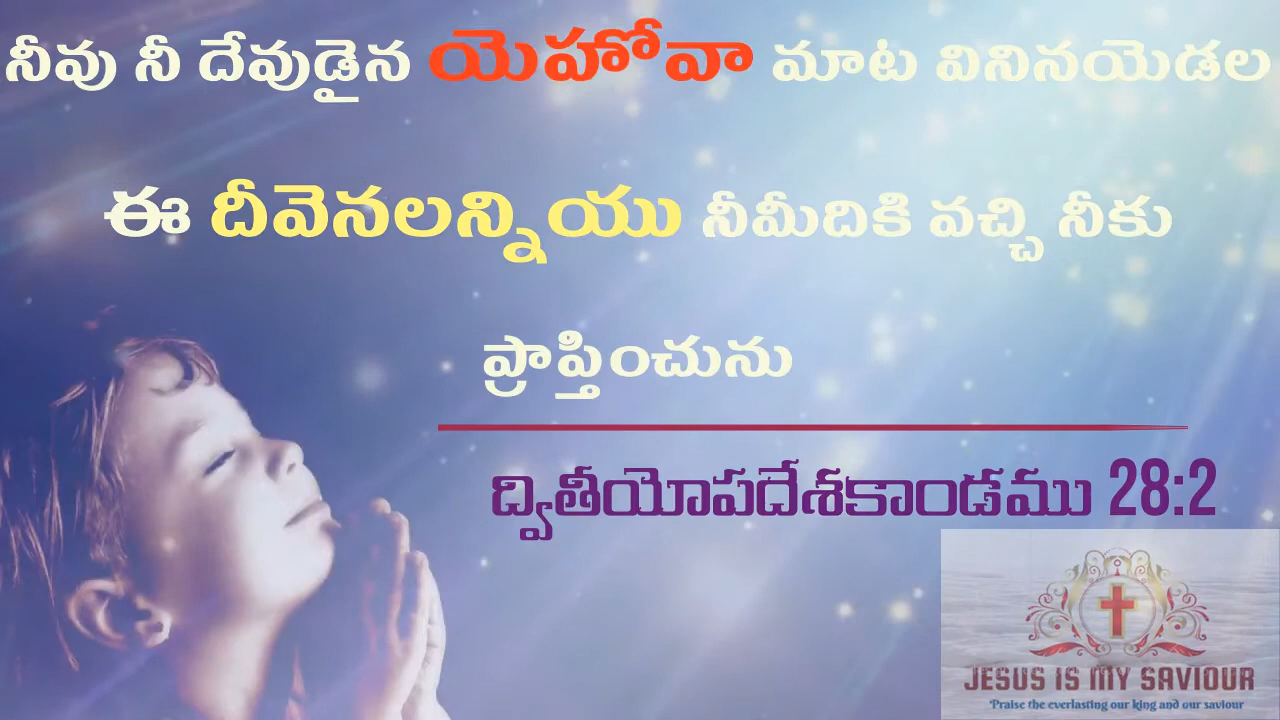 నీవు నీ దేవుడైన యెహోవా మాట వినినయెడల
ఈ దీవెనలన్నియు నీమీదికి వచ్చి నీకు
ప్రాప్తించును
ద్వితీయోపదేశకాండము 28:2
JESUS IS MY SAVIOUR
'Praise the everlasting our king and our saviour